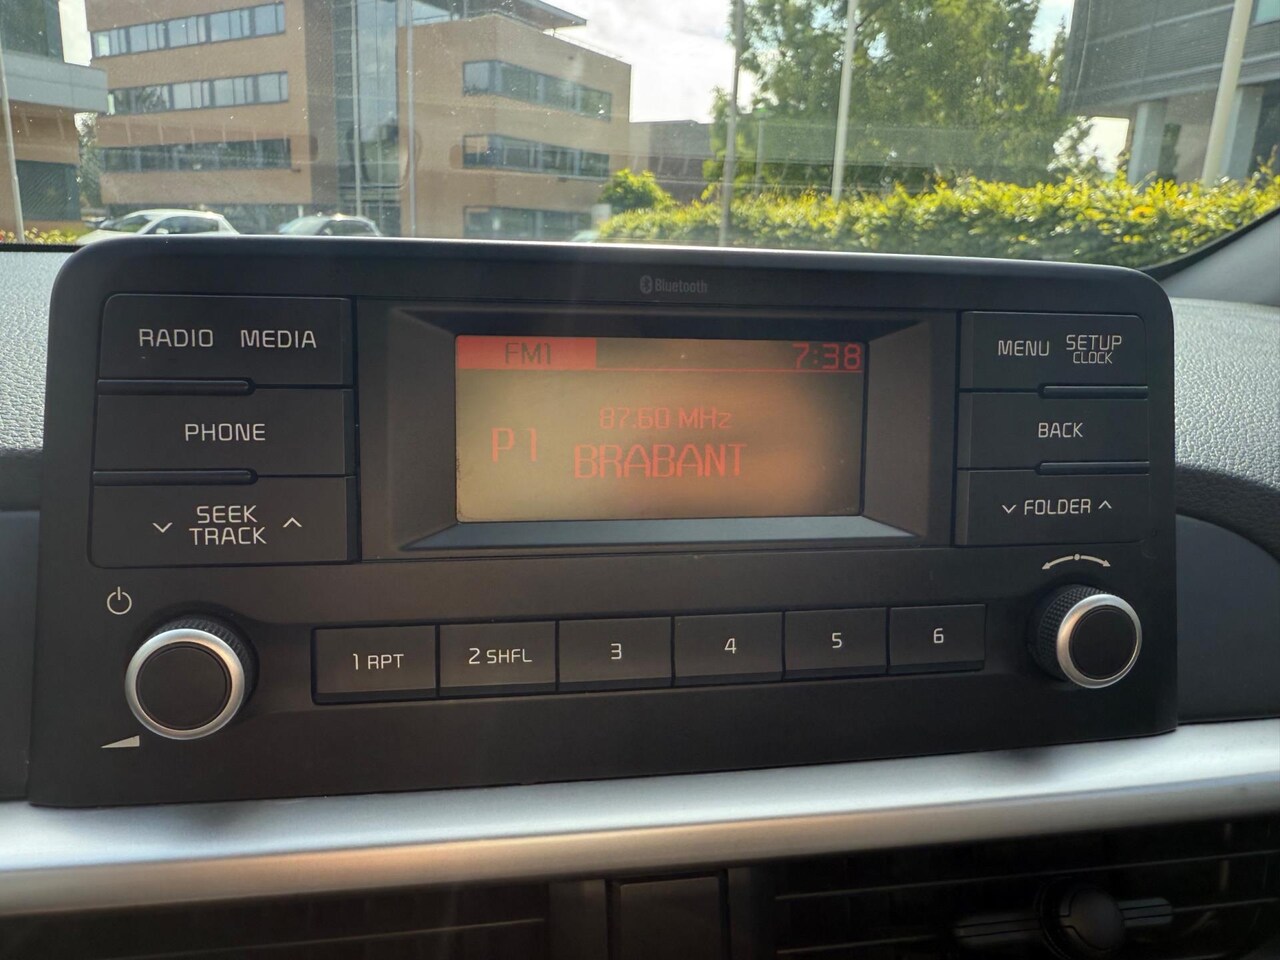 Bluetooth
RADIO MEDIA
PHONE
SEEK
TRACK
FM1 7:38
87.60 MHz
P1
BRABANT
MENU SETUP
CLOCK
BACK
FOLDER
1 RPT 2 SHFL 3 4 5 6